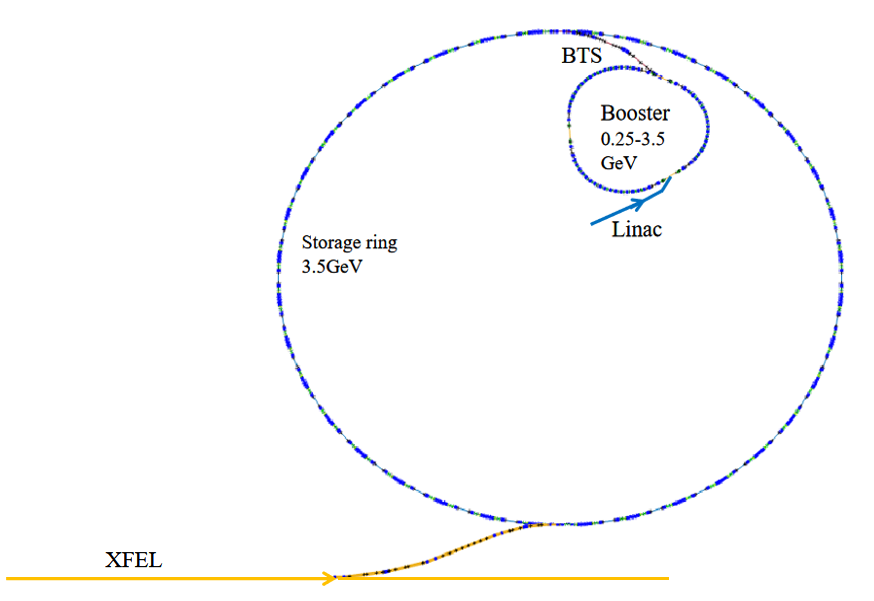 BTS
Booster
0.25-3.5
GeV
Linac
Storage ring
3.5GeV
XFEL